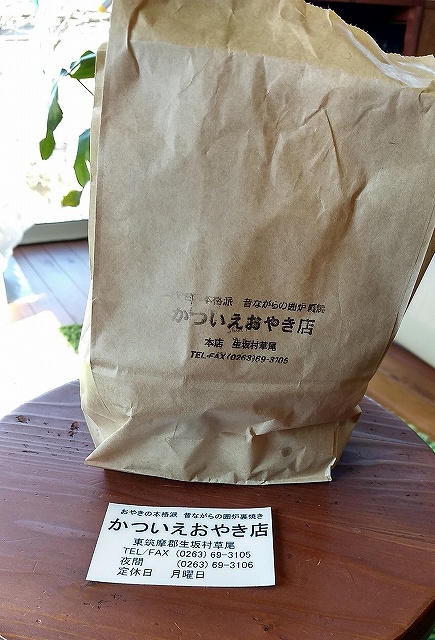 本格派 昔ながらの囲炉裏焼
かついえおやき店
本店 生坂村草尾
TEL・FAX (0263)69-3105
おやきの本格派 昔ながらの囲炉裏焼き
かついえおやき店
東筑摩郡生坂村草尾
TEL/FAX (0263) 69-3105
夜間 (0263) 69-3106
定休日 月曜日